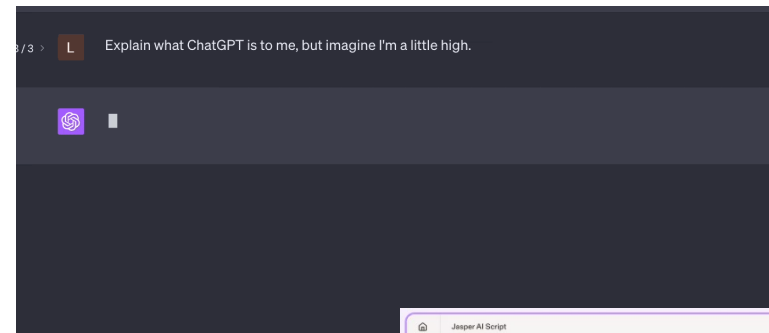 3/3 >
L
Explain what ChatGPT is to me, but imagine I'm a little high.
Jasper AI Script